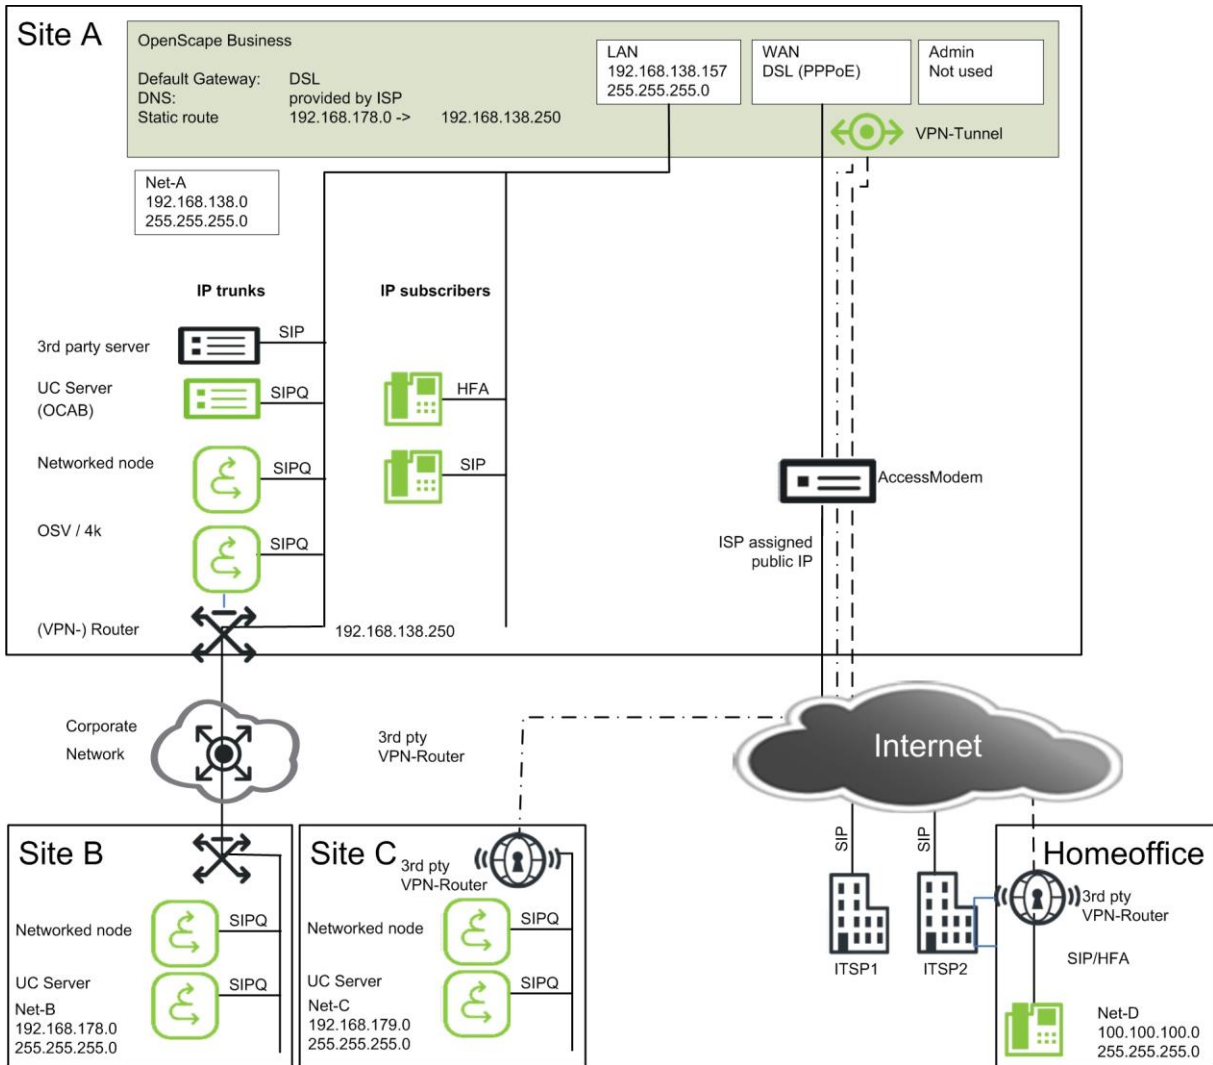 Site A
OpenScape Business
Default Gateway: DSL
DNS: provided by ISP
Static route 192.168.178.0 -> 192.168.138.250
LAN
192.168.138.157
255.255.255.0
WAN
DSL (PPPoE)
Admin
Not used
VPN-Tunnel
Net-A
192.168.138.0
255.255.255.0
IP trunks
IP subscribers
3rd party server
SIP
UC Server
(OCAB)
SIPQ
HFA
Networked node
SIPQ
SIP
AccessModem
OSV / 4k
SIPQ
ISP assigned
public IP
(VPN-) Router
192.168.138.250
Corporate
Network
3rd pty
VPN-Router
Internet
Site B
Networked node
SIPQ
UC Server
SIPQ
Net-B
192.168.178.0
255.255.255.0
Site C
3rd pty
VPN-Router
Networked node
SIPQ
UC Server
SIPQ
Net-C
192.168.179.0
255.255.255.0
SIP
SIP
ITSP1
ITSP2
Homeoffice
3rd pty
VPN-Router
SIP/HFA
Net-D
100.100.100.0
255.255.255.0